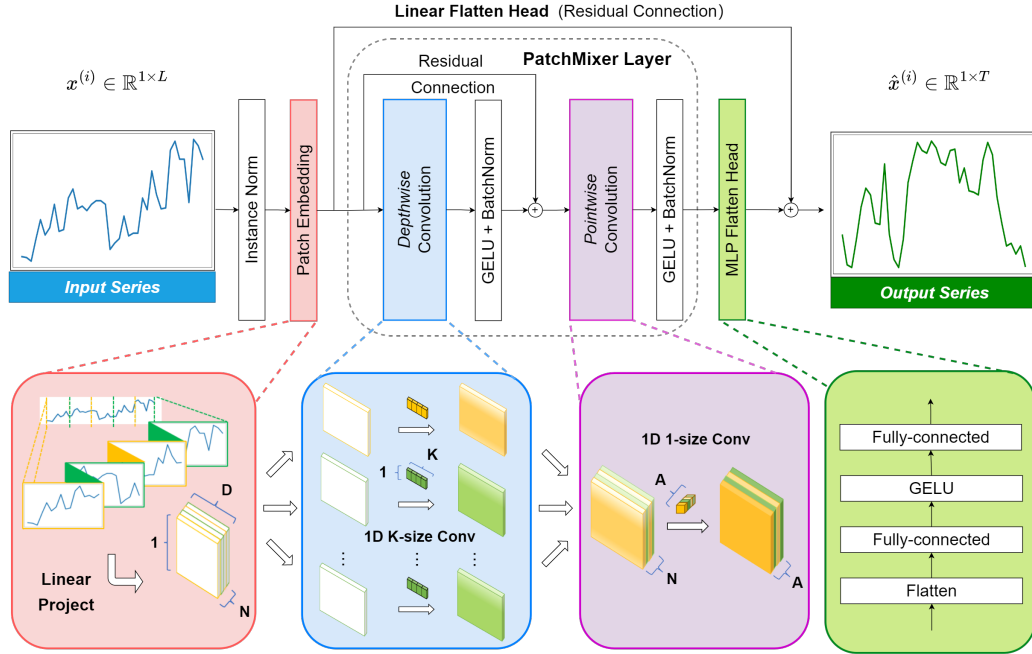 Linear Flatten Head (Residual Connection)
PatchMixer Layer
Residual
Connection
x^{(i)} ∈ ℝ^{1×L}
x̂^{(i)} ∈ ℝ^{1×T}
Input Series
Instance Norm
Patch Embedding
Depthwise
Convolution
GELU + BatchNorm
+
Pointwise
Convolution
GELU + BatchNorm
MLP Flatten Head
+
Output Series
D
1
N
Linear
Project
K
1
1D K-size Conv
⋮ ⋮ ⋮
1D 1-size Conv
A
N
A
Fully-connected
GELU
Fully-connected
Flatten